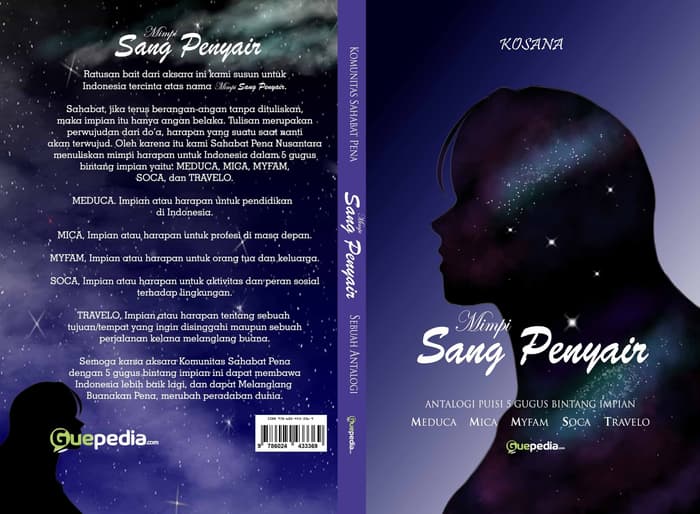 Mimpi
Sang Penyair
Ratusan bait dari aksara ini kami susun untuk
Indonesia tercinta atas nama Mimpi Sang Penyair.
Sahabat, jika terus berangan-angan tanpa dituliskan,
maka impian itu hanya angan belaka. Tulisan merupakan
perwujudan dari do'a, harapan yang suatu saat nanti
akan terwujud. Oleh karena itu kami Sahabat Pena Nusantara
menuliskan mimpi harapan untuk Indonesia dalam 5 gugus
bintang impian yaitu: MEDUCA, MIGA, MYFAM,
SOCA, dan TRAVELO.
MEDUCA. Impian atau harapan untuk pendidikan
di Indonesia.
MICA, Impian atau harapan untuk profesi di masa depan.
MYFAM, Impian atau harapan untuk orang tua dan keluarga.
SOCA, Impian atau harapan untuk aktivitas dan peran sosial
terhadap lingkungan.
TRAVELO, Impian atau harapan tentang sebuah
tujuan/tempat yang ingin disinggahi maupun sebuah
perjalanan kelana melanglang buana.
Semoga karsa aksara Komunitas Sahabat Pena
dengan 5 gugus bintang impian ini dapat membawa
Indonesia lebih baik lagi, dan dapat Melanglang
Buanakan Pena, merubah peradaban dunia.
Guepedia.com
9 786024 433369
KOMUNITAS SAHABAT PENA
Mimpi
Sang Penyair
SEBUAH ANTALOGI
KOSANA
Mimpi
Sang Penyair
ANTALOGI PUISI 5 GUGUS BINTANG IMPIAN
MEDUCA MICA MYFAM SOCA TRAVELO
Guepedia.com